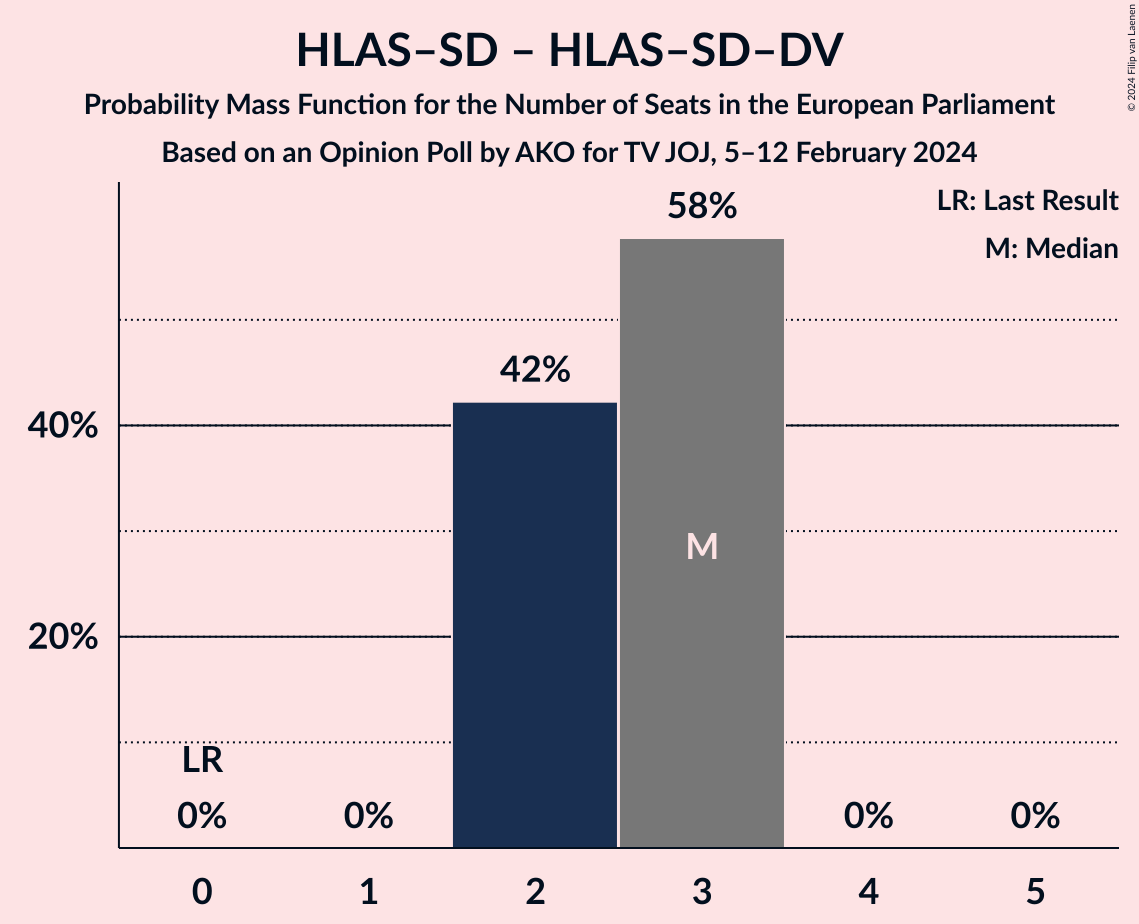 HLAS–SD – HLAS–SD–DV
Probability Mass Function for the Number of Seats in the European Parliament
Based on an Opinion Poll by AKO for TV JOJ, 5–12 February 2024
© 2024 Filip van Laenen
LR: Last Result
M: Median
58%
42%
40%
M
20%
LR
0%
0%
0%
0%
0
1
2
3
4
5